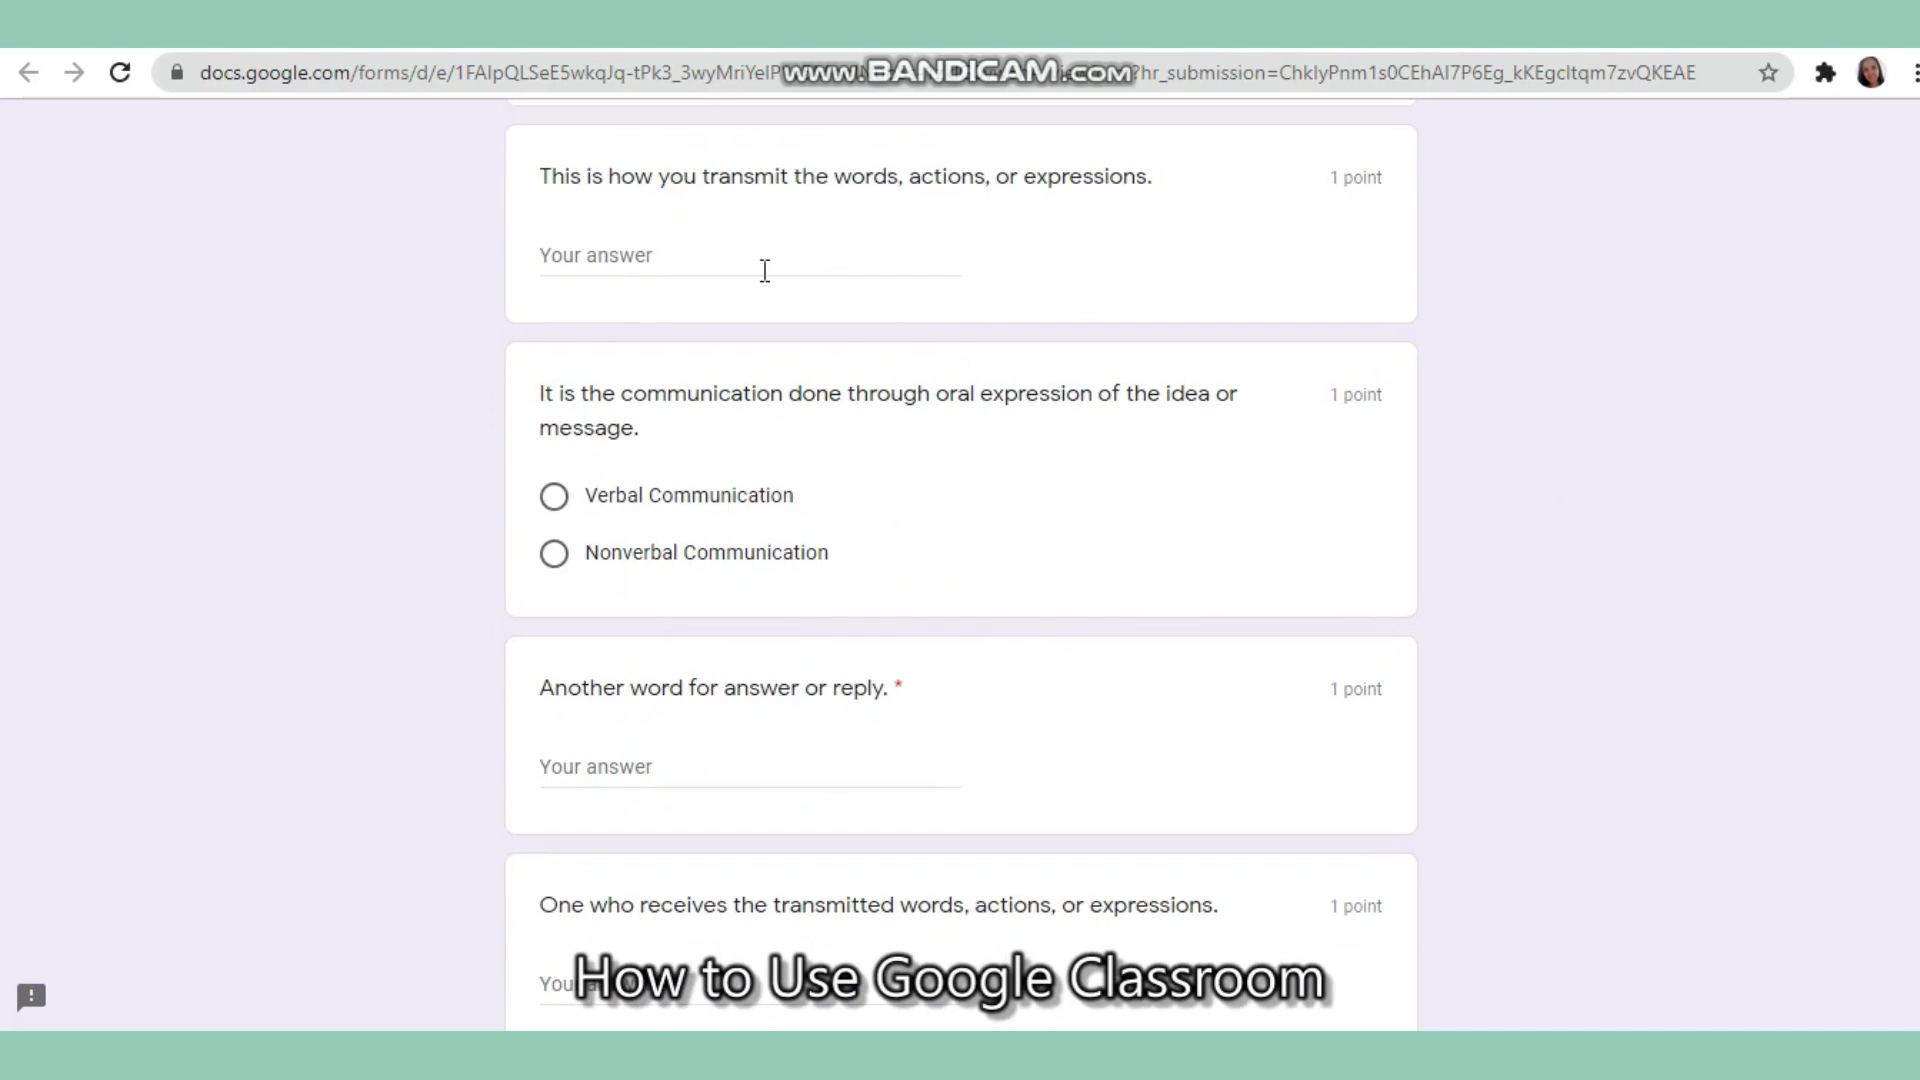 docs.google.com/forms/d/e/1FAIpQLSeE5wkqJq-tPk3_3wyMriYeIP
www.BANDICAM.com
?hr_submission=ChkIyPnm1s0CEhAI7P6Eg_kKEgcItqm7zvQKEAE
This is how you transmit the words, actions, or expressions.
1 point
Your answer
It is the communication done through oral expression of the idea or
message.
1 point
Verbal Communication
Nonverbal Communication
Another word for answer or reply. *
1 point
Your answer
One who receives the transmitted words, actions, or expressions.
1 point
You
How to Use Google Classroom